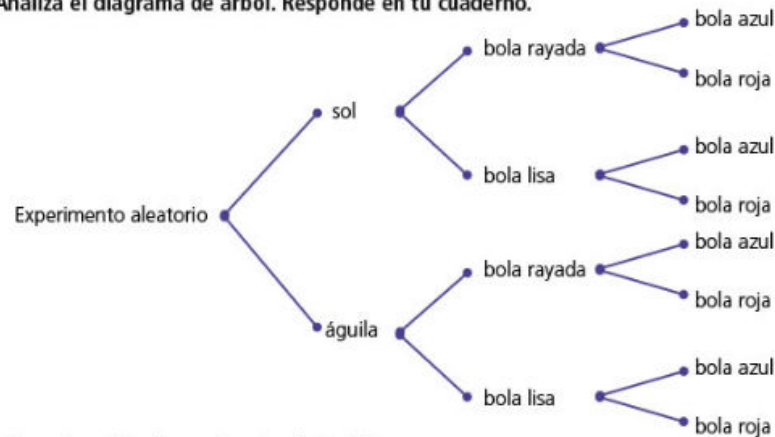 Analiza el diagrama de árbol. Responde en tu cuaderno.
bola azul
bola rayada
bola roja
sol
bola azul
bola lisa
bola roja
Experimento aleatorio
bola azul
bola rayada
bola roja
águila
bola azul
bola lisa
bola roja